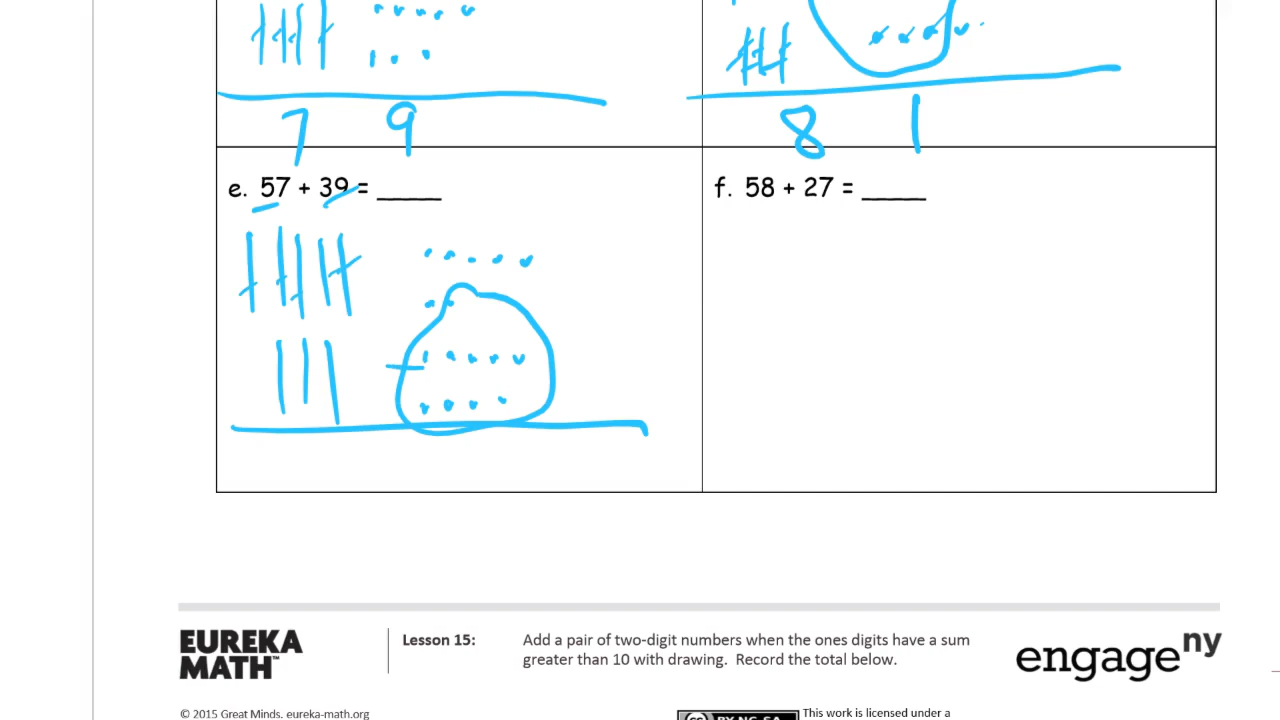 7 9
8 1
e. 57 + 39 = _____
f. 58 + 27 = _____
EUREKA
MATH™
Lesson 15:
Add a pair of two-digit numbers when the ones digits have a sum
greater than 10 with drawing. Record the total below.
engage ny
© 2015 Great Minds. eureka-math.org
This work is licensed under a